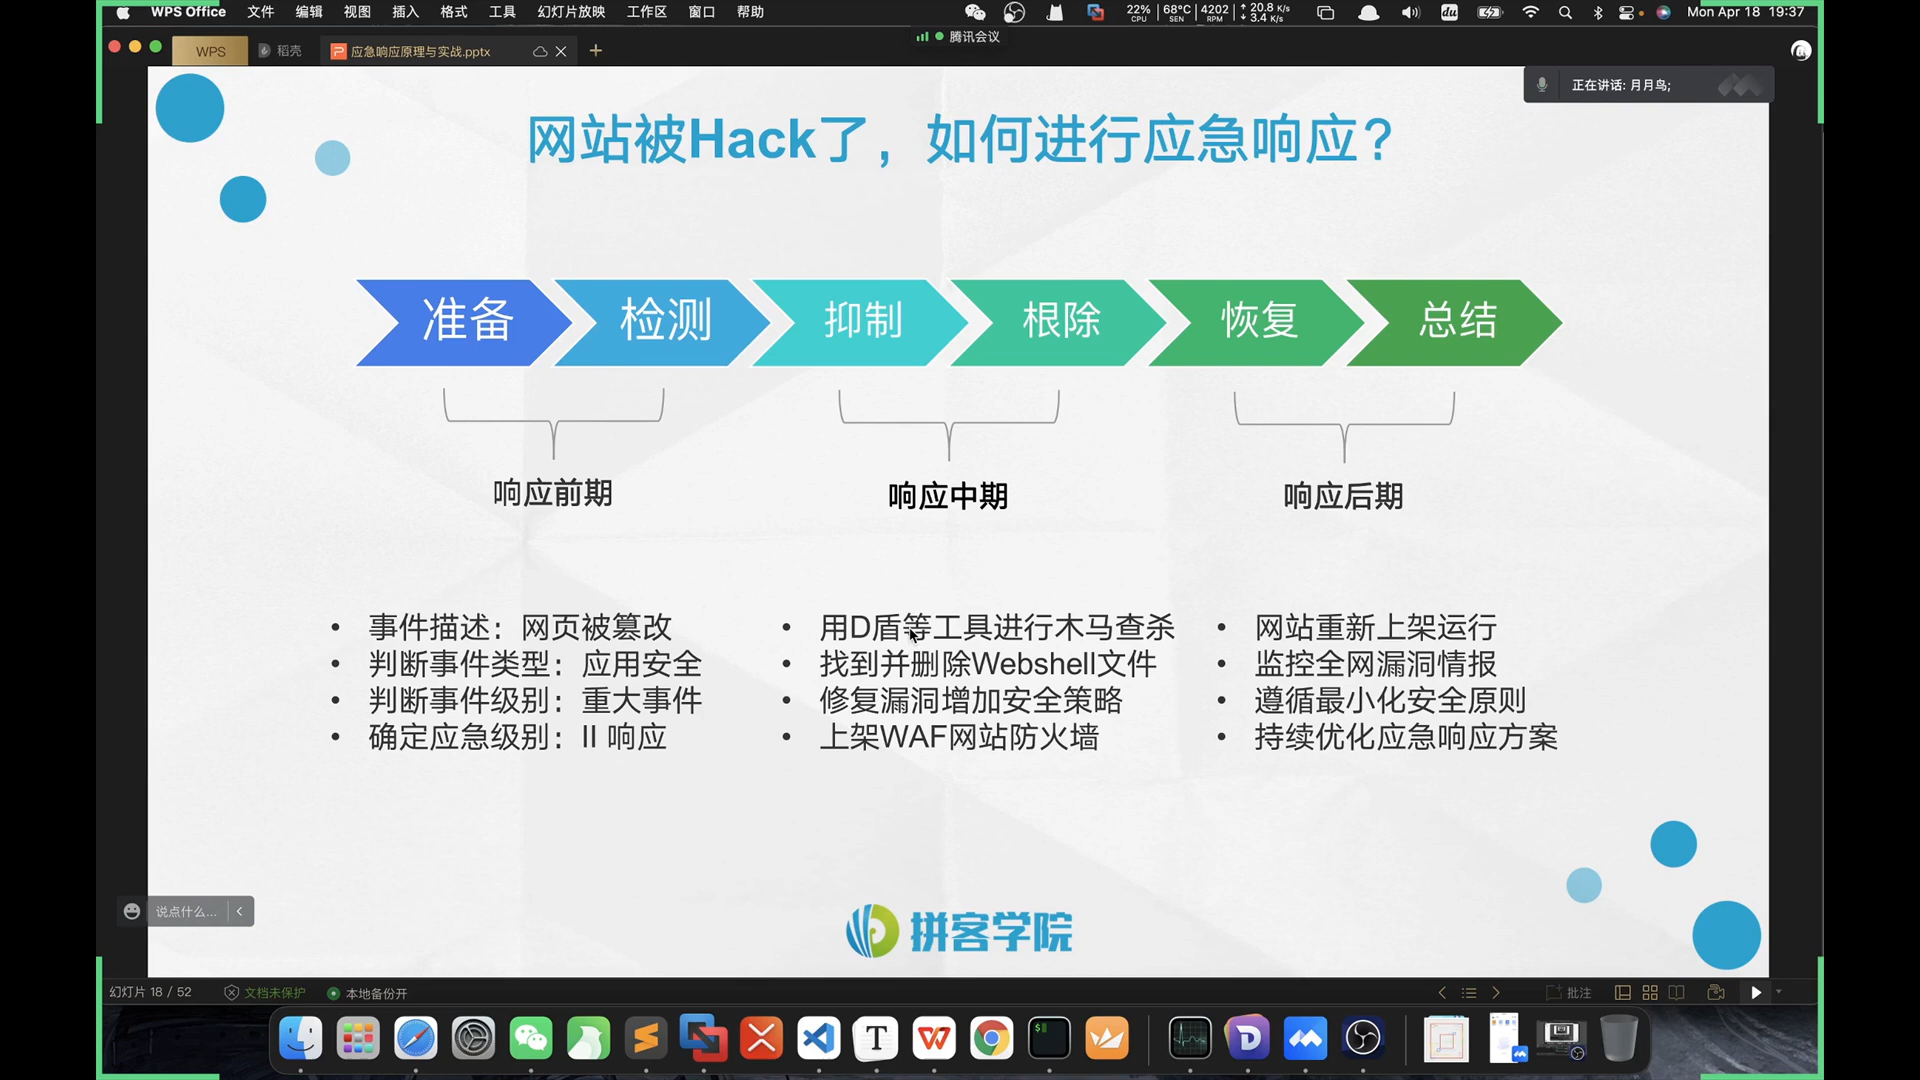 WPS Office 文件 编辑 视图 插入 格式 工具 幻灯片放映 工作区 窗口 帮助 22% CPU 68°C SEN 4202 RPM 20.8 K/s 3.4 K/s du Mon Apr 18 19:37
腾讯会议
WPS 稻壳 应急响应原理与实战.pptx
正在讲话: 月月鸟;
网站被Hack了，如何进行应急响应？
准备 检测 抑制 根除 恢复 总结
响应前期 响应中期 响应后期
• 事件描述：网页被篡改
• 判断事件类型：应用安全
• 判断事件级别：重大事件
• 确定应急级别：II 响应
• 用D盾等工具进行木马查杀
• 找到并删除Webshell文件
• 修复漏洞增加安全策略
• 上架WAF网站防火墙
• 网站重新上架运行
• 监控全网漏洞情报
• 遵循最小化安全原则
• 持续优化应急响应方案
说点什么...
拼客学院
幻灯片 18 / 52 文档未保护 本地备份开 批注